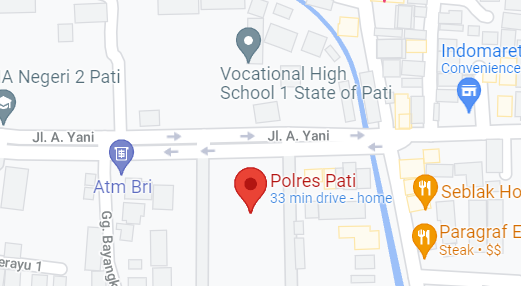 Indomaret
Convenience
Vocational High
School 1 State of Pati
A Negeri 2 Pati
Jl. A. Yani
Jl. A. Yani
Atm Bri
Polres Pati
33 min drive - home
Seblak Ho
Gg. Bayangk
Paragraf E
Steak • $$
erayu 1